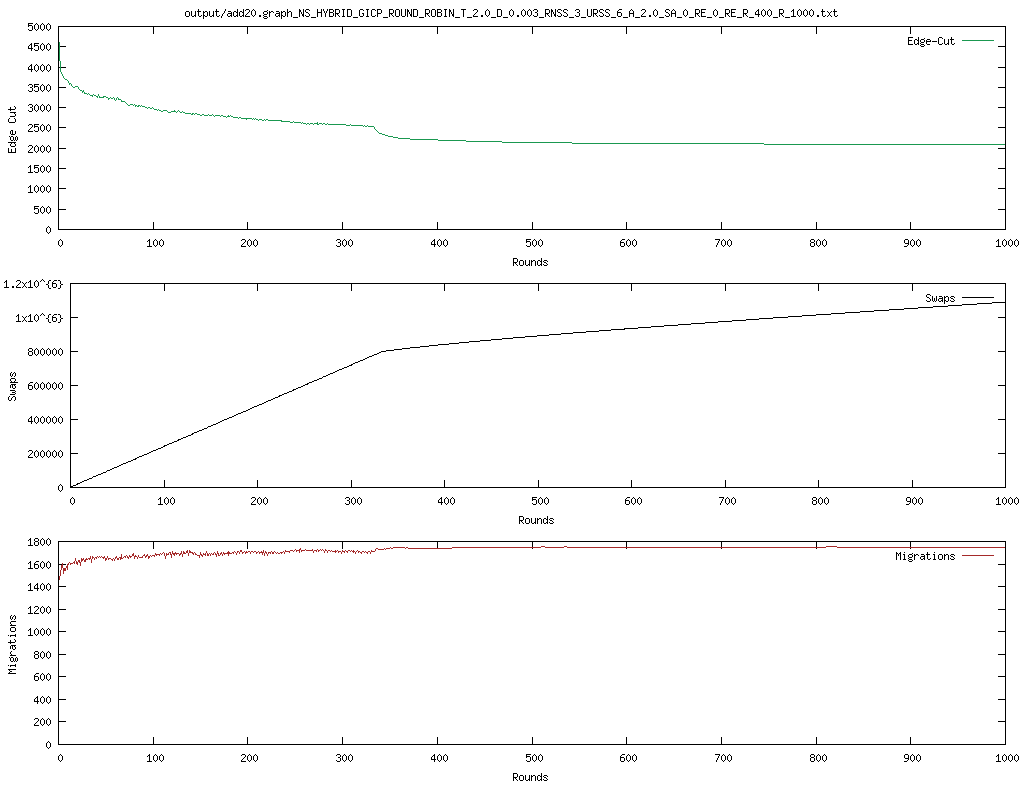 output/add20.graph_NS_HYBRID_GICP_ROUND_ROBIN_T_2.0_D_0.003_RNSS_3_URSS_6_A_2.0_SA_0_RE_0_RE_R_400_R_1000.txt
5000
4500
4000
3500
3000
2500
2000
1500
1000
500
0
Edge Cut
Edge-Cut
0 100 200 300 400 500 600 700 800 900 1000
Rounds
1.2x10^{6}
1x10^{6}
800000
600000
400000
200000
0
Swaps
Swaps
0 100 200 300 400 500 600 700 800 900 1000
Rounds
1800
1600
1400
1200
1000
800
600
400
200
0
Migrations
Migrations
0 100 200 300 400 500 600 700 800 900 1000
Rounds